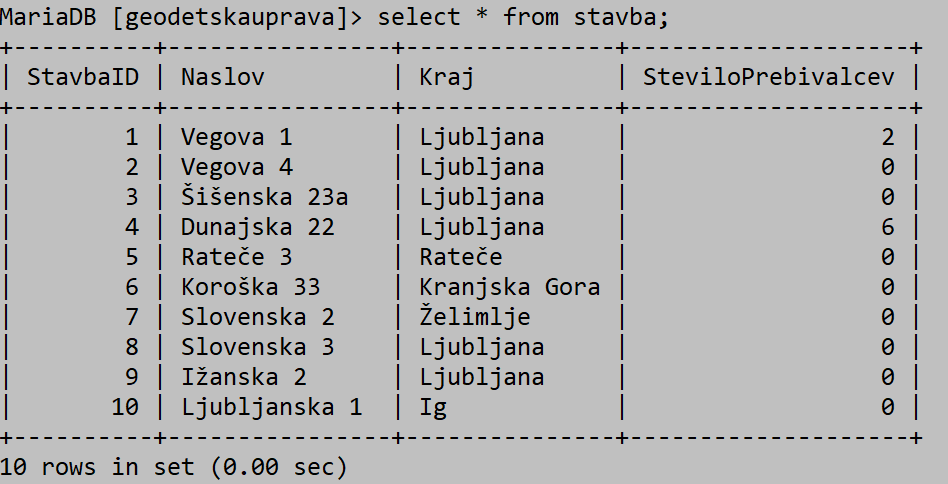 MariaDB [geodetskauprava]> select * from stavba;
+----------+----------------+---------------+--------------------+
| StavbaID | Naslov         | Kraj          | SteviloPrebivalcev |
+----------+----------------+---------------+--------------------+
|        1 | Vegova 1       | Ljubljana     |                  2 |
|        2 | Vegova 4       | Ljubljana     |                  0 |
|        3 | Šišenska 23a   | Ljubljana     |                  0 |
|        4 | Dunajska 22    | Ljubljana     |                  6 |
|        5 | Rateče 3       | Rateče        |                  0 |
|        6 | Koroška 33     | Kranjska Gora |                  0 |
|        7 | Slovenska 2    | Želimlje      |                  0 |
|        8 | Slovenska 3    | Ljubljana     |                  0 |
|        9 | Ižanska 2      | Ljubljana     |                  0 |
|       10 | Ljubljanska 1  | Ig            |                  0 |
+----------+----------------+---------------+--------------------+
10 rows in set (0.00 sec)